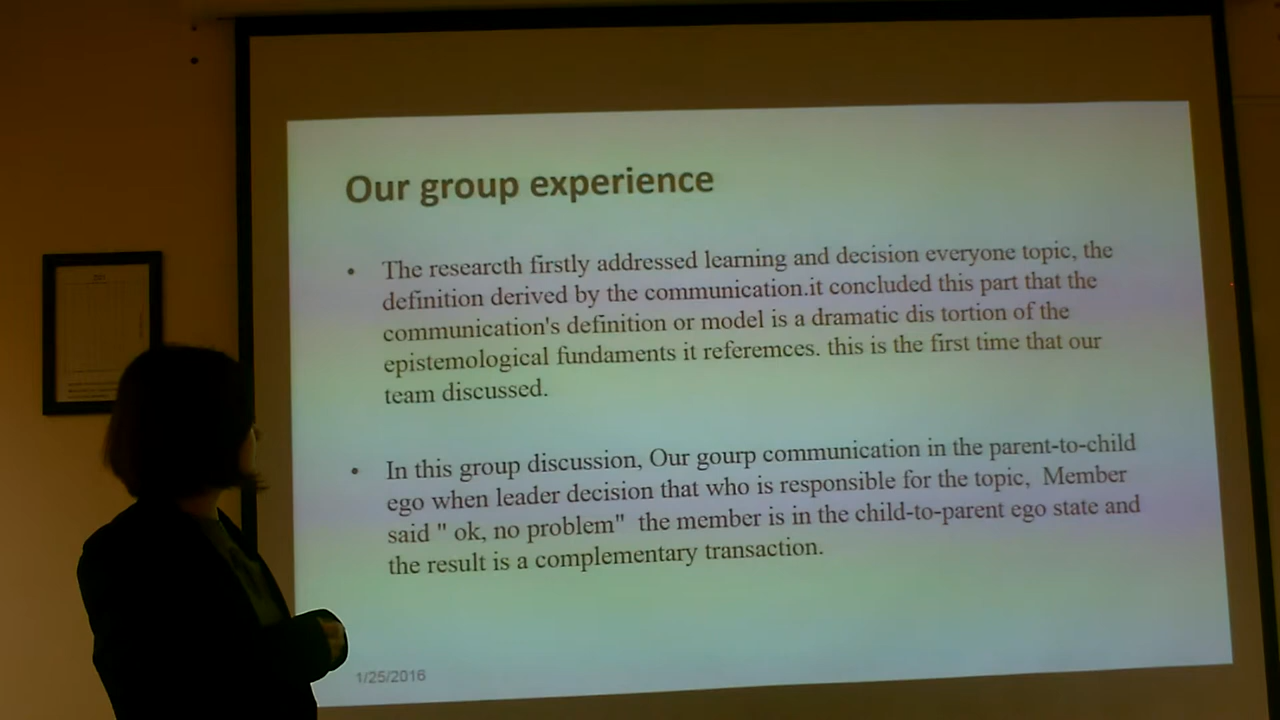 Our group experience
• The researcth firstly addressed learning and decision everyone topic, the
definition derived by the communication.it concluded this part that the
communication's definition or model is a dramatic dis tortion of the
epistemological fundaments it referemces. this is the first time that our
team discussed.
• In this group discussion, Our gourp communication in the parent-to-child
ego when leader decision that who is responsible for the topic, Member
said " ok, no problem" the member is in the child-to-parent ego state and
the result is a complementary transaction.
1/25/2016